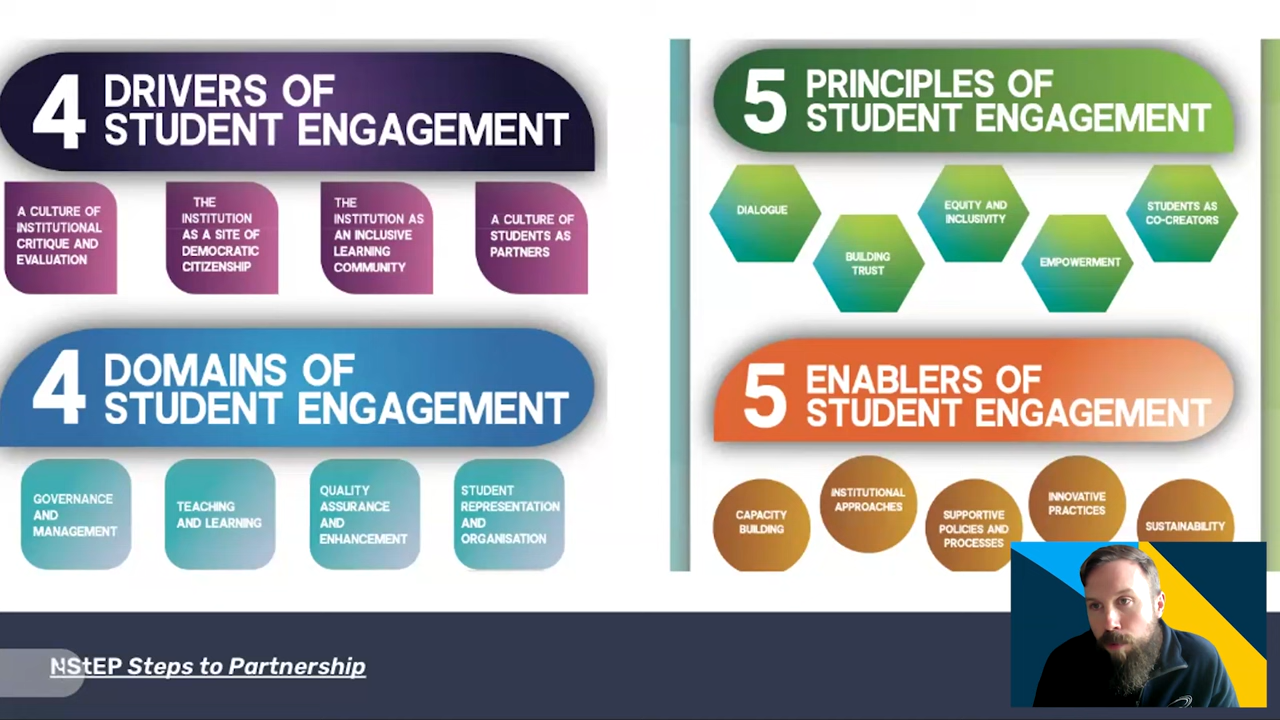 4 DRIVERS OF
STUDENT ENGAGEMENT
A CULTURE OF
INSTITUTIONAL
CRITIQUE AND
EVALUATION
THE
INSTITUTION
AS A SITE OF
DEMOCRATIC
CITIZENSHIP
THE
INSTITUTION AS
AN INCLUSIVE
LEARNING
COMMUNITY
A CULTURE OF
STUDENTS AS
PARTNERS
4 DOMAINS OF
STUDENT ENGAGEMENT
GOVERNANCE
AND
MANAGEMENT
TEACHING
AND LEARNING
QUALITY
ASSURANCE
AND
ENHANCEMENT
STUDENT
REPRESENTATION
AND
ORGANISATION
5 PRINCIPLES OF
STUDENT ENGAGEMENT
DIALOGUE
BUILDING
TRUST
EQUITY AND
INCLUSIVITY
EMPOWERMENT
STUDENTS AS
CO-CREATORS
5 ENABLERS OF
STUDENT ENGAGEMENT
CAPACITY
BUILDING
INSTITUTIONAL
APPROACHES
SUPPORTIVE
POLICIES AND
PROCESSES
INNOVATIVE
PRACTICES
SUSTAINABILITY
NStEP Steps to Partnership